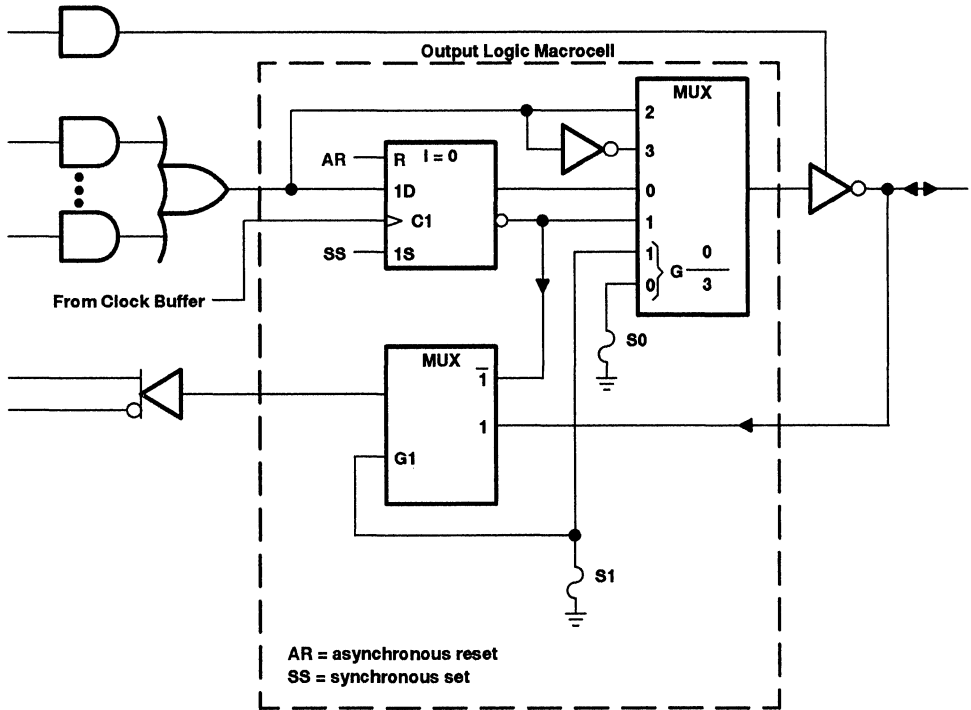 Output Logic Macrocell
MUX
2
3
0
1
1
0
G 0
3
AR
R
I = 0
1D
C1
SS
1S
From Clock Buffer
S0
MUX
1̅
1
G1
S1
AR = asynchronous reset
SS = synchronous set